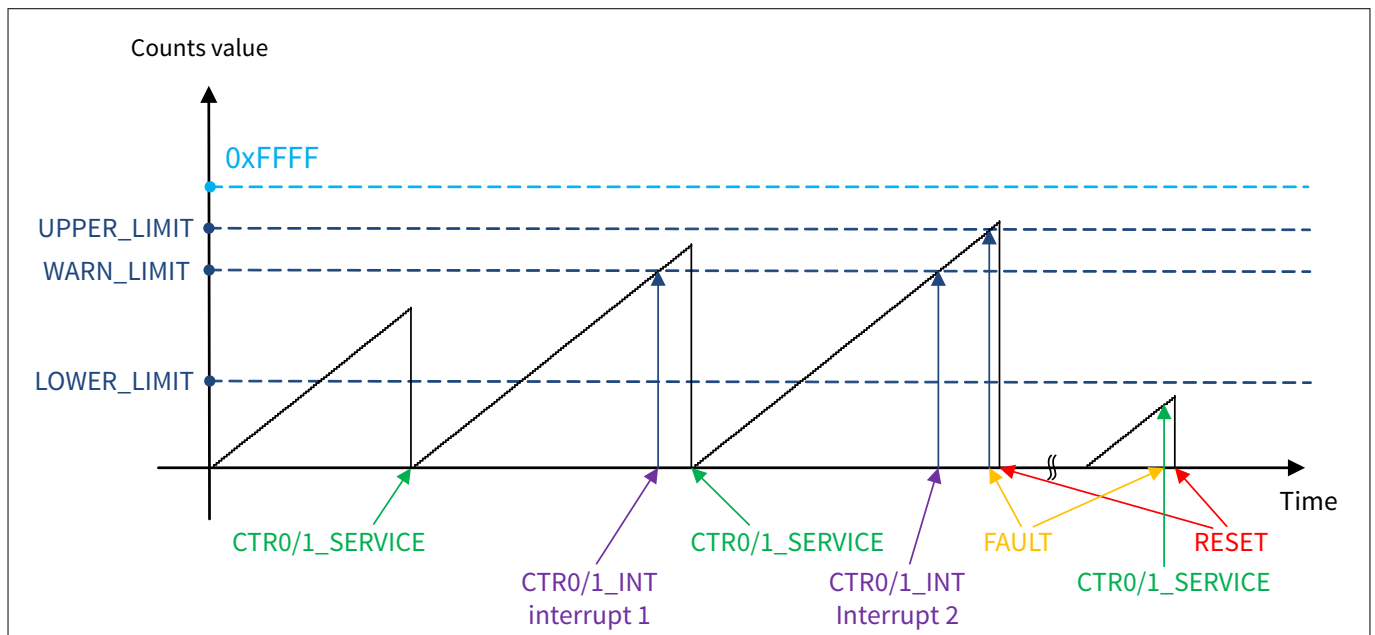 Counts value
0xFFFF
UPPER_LIMIT
WARN_LIMIT
LOWER_LIMIT
Time
CTR0/1_SERVICE
CTR0/1_SERVICE
FAULT
RESET
CTR0/1_INT
interrupt 1
CTR0/1_INT
Interrupt 2
CTR0/1_SERVICE